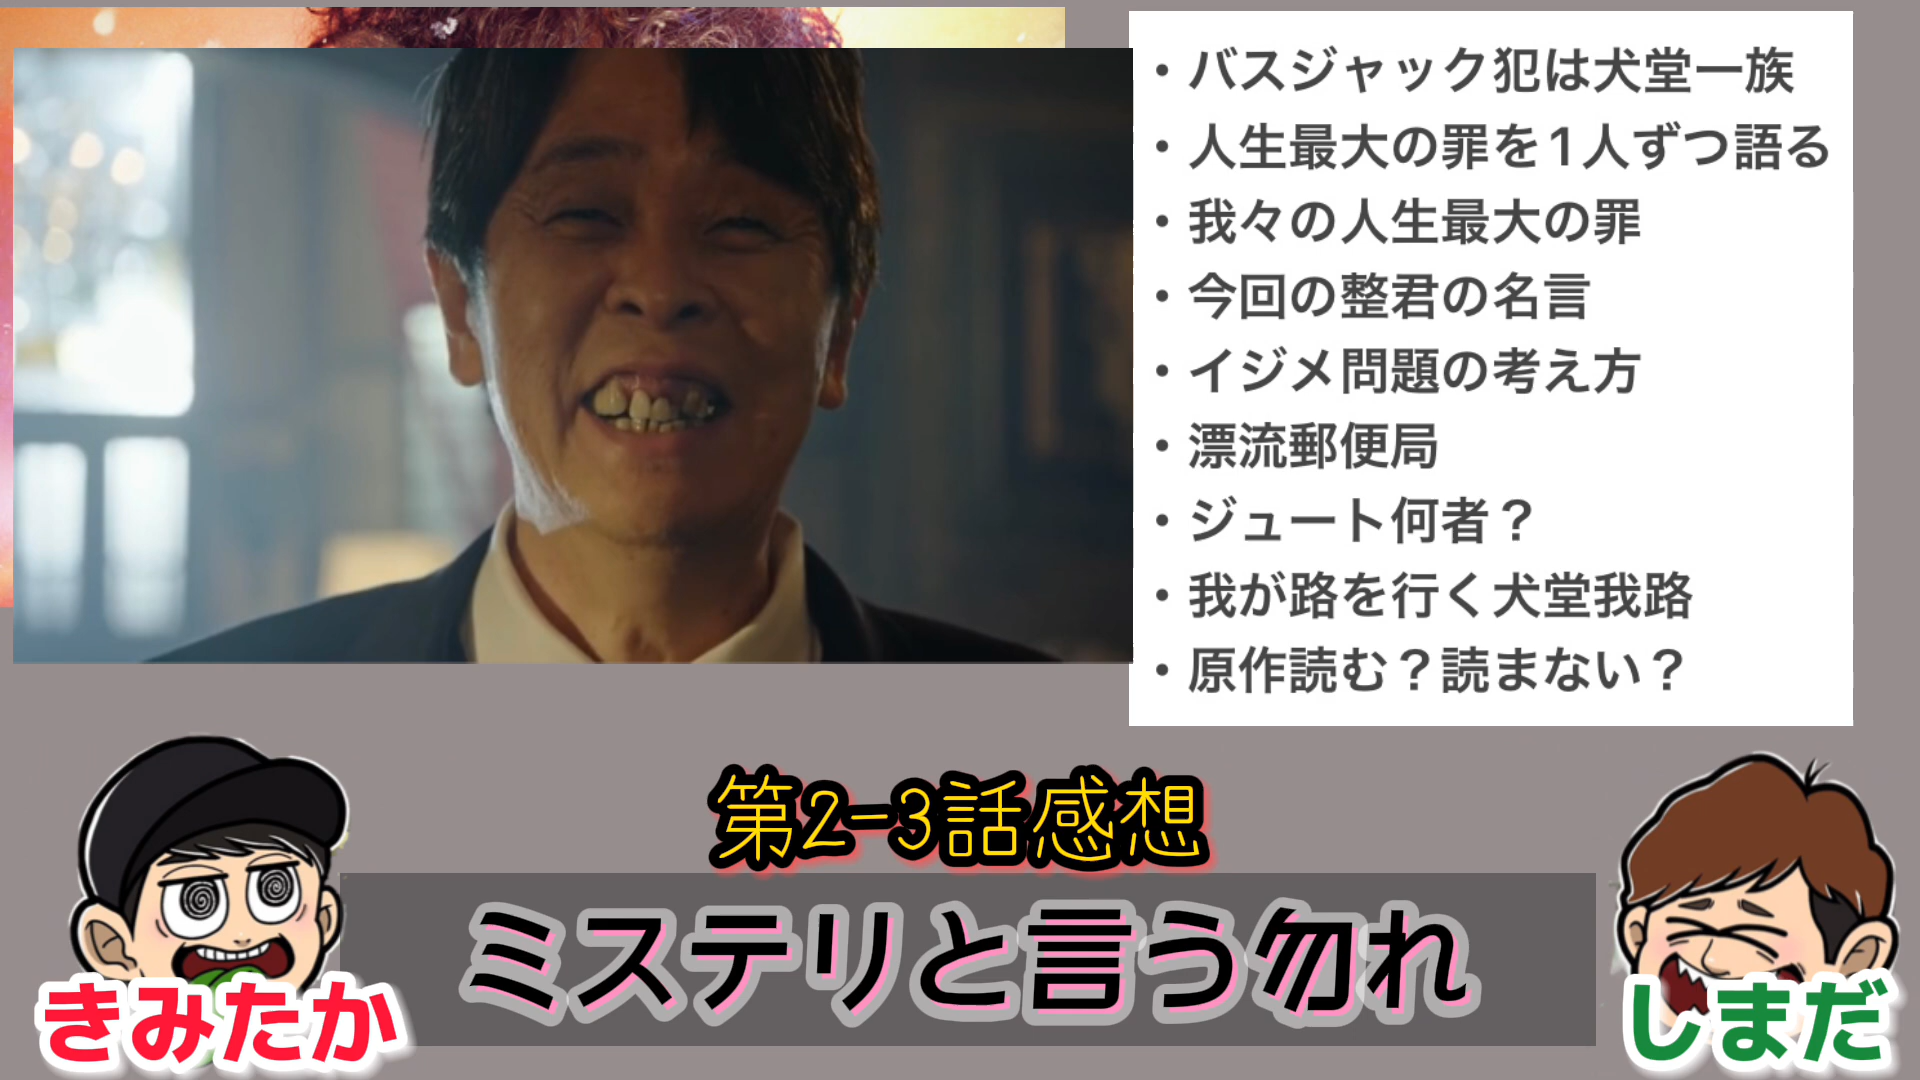 ・バスジャック犯は犬堂一族
・人生最大の罪を1人ずつ語る
・我々の人生最大の罪
・今回の整君の名言
・イジメ問題の考え方
・漂流郵便局
・ジュート何者？
・我が路を行く犬堂我路
・原作読む？読まない？
第2-3話感想
ミステリと言う勿れ
きみたか
しまだ